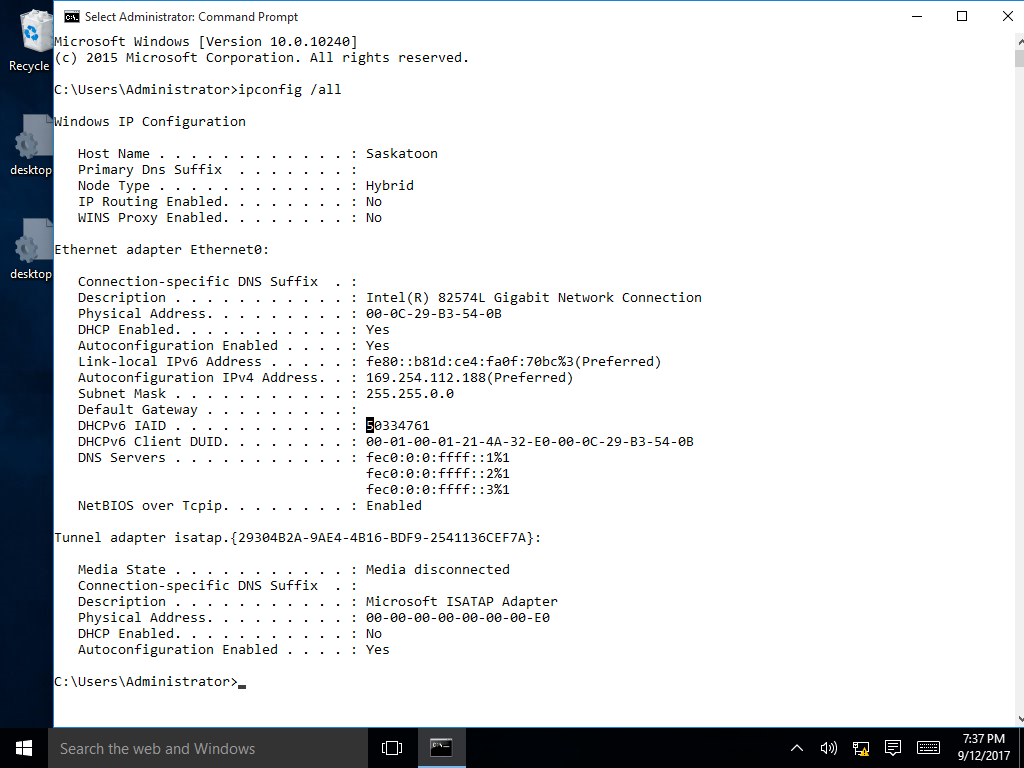 Select Administrator: Command Prompt
Recycle
desktop
desktop
Microsoft Windows [Version 10.0.10240]
(c) 2015 Microsoft Corporation. All rights reserved.
C:\Users\Administrator>ipconfig /all
Windows IP Configuration
Host Name . . . . . . . . . . . . : Saskatoon
Primary Dns Suffix  . . . . . . . :
Node Type . . . . . . . . . . . . : Hybrid
IP Routing Enabled. . . . . . . . : No
WINS Proxy Enabled. . . . . . . . : No
Ethernet adapter Ethernet0:
Connection-specific DNS Suffix  . :
Description . . . . . . . . . . . : Intel(R) 82574L Gigabit Network Connection
Physical Address. . . . . . . . . : 00-0C-29-B3-54-0B
DHCP Enabled. . . . . . . . . . . : Yes
Autoconfiguration Enabled . . . . : Yes
Link-local IPv6 Address . . . . . : fe80::b81d:ce4:fa0f:70bc%3(Preferred)
Autoconfiguration IPv4 Address. . : 169.254.112.188(Preferred)
Subnet Mask . . . . . . . . . . . : 255.255.0.0
Default Gateway . . . . . . . . . :
DHCPv6 IAID . . . . . . . . . . . : 50334761
DHCPv6 Client DUID. . . . . . . . : 00-01-00-01-21-4A-32-E0-00-0C-29-B3-54-0B
DNS Servers . . . . . . . . . . . : fec0:0:0:ffff::1%1
fec0:0:0:ffff::2%1
fec0:0:0:ffff::3%1
NetBIOS over Tcpip. . . . . . . . : Enabled
Tunnel adapter isatap.{29304B2A-9AE4-4B16-BDF9-2541136CEF7A}:
Media State . . . . . . . . . . . : Media disconnected
Connection-specific DNS Suffix  . :
Description . . . . . . . . . . . : Microsoft ISATAP Adapter
Physical Address. . . . . . . . . : 00-00-00-00-00-00-00-E0
DHCP Enabled. . . . . . . . . . . : No
Autoconfiguration Enabled . . . . : Yes
C:\Users\Administrator>
Search the web and Windows
7:37 PM
9/12/2017